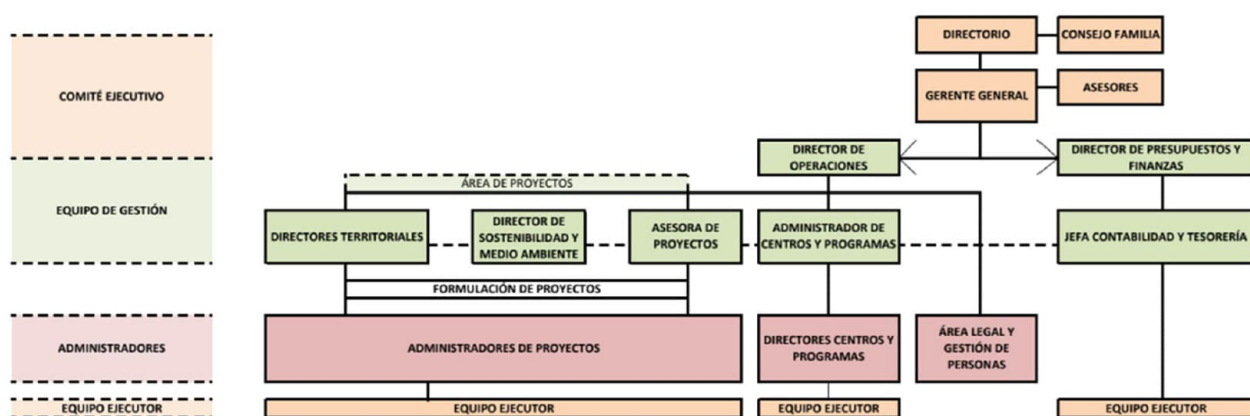 DIRECTORIO
CONSEJO FAMILIA
COMITÉ EJECUTIVO
GERENTE GENERAL
ASESORES
DIRECTOR DE
OPERACIONES
DIRECTOR DE PRESUPUESTOS Y
FINANZAS
EQUIPO DE GESTIÓN
ÁREA DE PROYECTOS
DIRECTORES TERRITORIALES
DIRECTOR DE
SOSTENIBILIDAD Y
MEDIO AMBIENTE
ASESORA DE
PROYECTOS
ADMINISTRADOR DE
CENTROS Y PROGRAMAS
JEFA CONTABILIDAD Y TESORERÍA
FORMULACIÓN DE PROYECTOS
ADMINISTRADORES
ADMINISTRADORES DE PROYECTOS
DIRECTORES CENTROS Y
PROGRAMAS
ÁREA LEGAL Y
GESTIÓN DE
PERSONAS
EQUIPO EJECUTOR
EQUIPO EJECUTOR
EQUIPO EJECUTOR
EQUIPO EJECUTOR